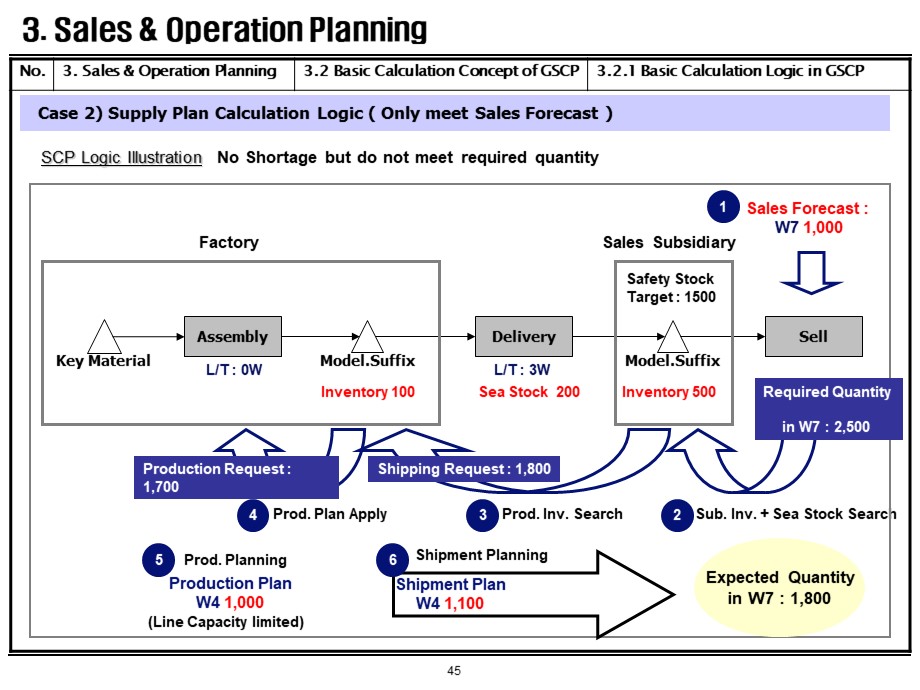 3. Sales & Operation Planning
No. 3. Sales & Operation Planning 3.2 Basic Calculation Concept of GSCP 3.2.1 Basic Calculation Logic in GSCP
Case 2) Supply Plan Calculation Logic ( Only meet Sales Forecast )
SCP Logic Illustration No Shortage but do not meet required quantity
1 Sales Forecast :
W7 1,000
Factory
Sales Subsidiary
Safety Stock
Target : 1500
Assembly
Delivery
Sell
Key Material
Model.Suffix
Model.Suffix
L/T : 0W
L/T : 3W
Inventory 100
Sea Stock 200
Inventory 500
Required Quantity
in W7 : 2,500
Production Request :
1,700
Shipping Request : 1,800
4 Prod. Plan Apply
3 Prod. Inv. Search
2 Sub. Inv. + Sea Stock Search
5 Prod. Planning
Production Plan
W4 1,000
(Line Capacity limited)
6 Shipment Planning
Shipment Plan
W4 1,100
Expected Quantity
in W7 : 1,800
45